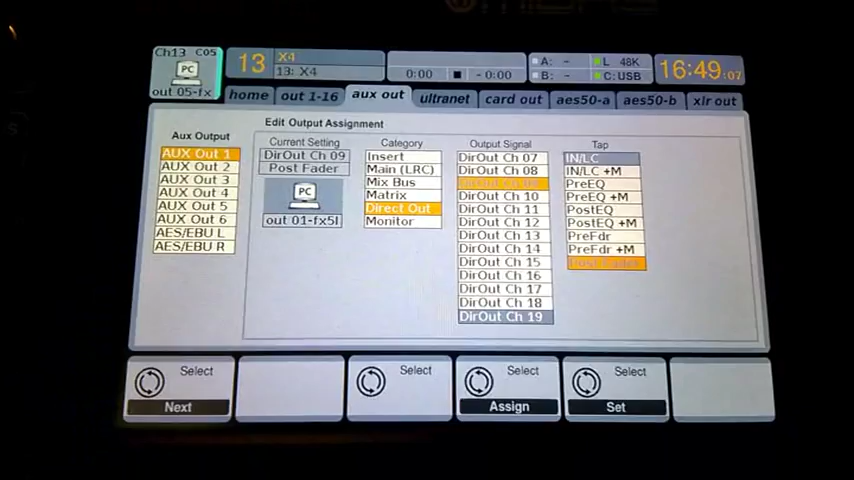 MIDAS
Ch13 C05
PC
out 05-fx
13
X4
13: X4
0:00 - 0:00
A: -
B: -
L 48K
C:USB
16:49:07
home
out 1-16
aux out
ultranet
card out
aes50-a
aes50-b
xlr out
Edit Output Assignment
Aux Output
AUX Out 1
AUX Out 2
AUX Out 3
AUX Out 4
AUX Out 5
AUX Out 6
AES/EBU L
AES/EBU R
Current Setting
DirOut Ch 09
Post Fader
PC
out 01-fx5l
Category
Insert
Main (LRC)
Mix Bus
Matrix
Direct Out
Monitor
Output Signal
DirOut Ch 07
DirOut Ch 08
DirOut Ch 09
DirOut Ch 10
DirOut Ch 11
DirOut Ch 12
DirOut Ch 13
DirOut Ch 14
DirOut Ch 15
DirOut Ch 16
DirOut Ch 17
DirOut Ch 18
DirOut Ch 19
Tap
IN/LC
IN/LC +M
PreEQ
PreEQ +M
PostEQ
PostEQ +M
PreFdr
PreFdr +M
Post Fader
Select
Next
Select
Select
Assign
Select
Set